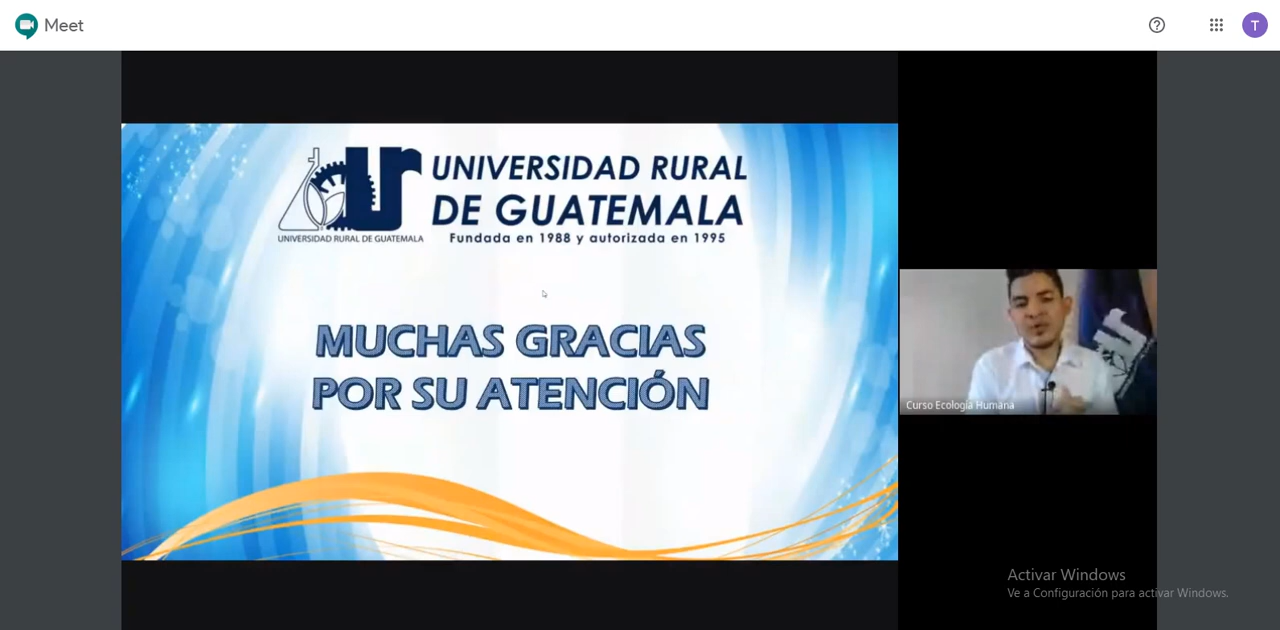 Meet
T
UNIVERSIDAD RURAL
DE GUATEMALA
UNIVERSIDAD RURAL DE GUATEMALA
Fundada en 1988 y autorizada en 1995
MUCHAS GRACIAS
POR SU ATENCIÓN
Curso Ecología Humana
Activar Windows
Ve a Configuración para activar Windows.